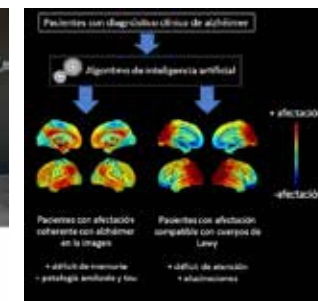 Pacientes con diagnóstico clínico de alzhéimer
Algoritmo de inteligencia artificial
+ afectación
-afectación
Pacientes con afectación
coherente con alzhéimer
en la imagen
Pacientes con afectación
compatible con cuerpos de
Lewy
+ déficit de memoria
- patología amiloide y tau
+ déficit de atención
+ alucinaciones